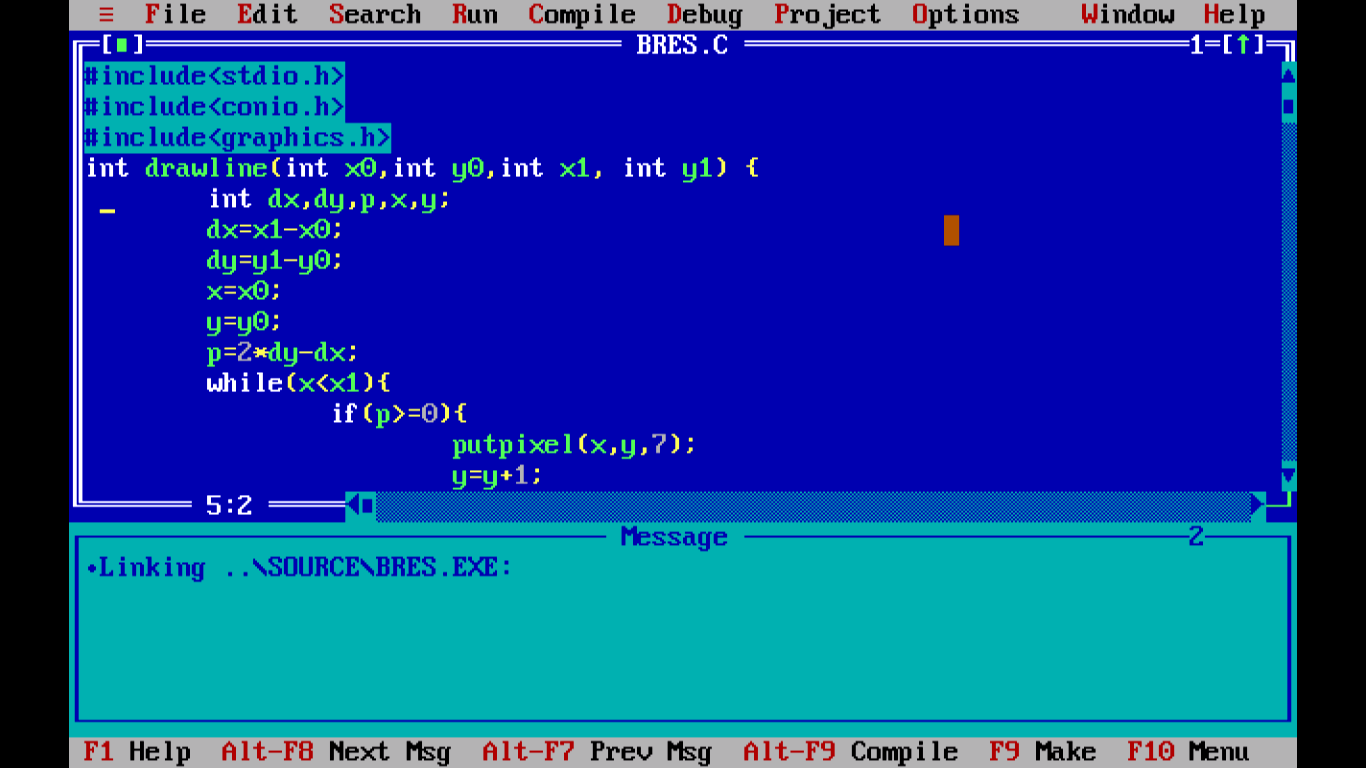 ≡ File Edit Search Run Compile Debug Project Options Window Help
[■] BRES.C 1=[↑]
#include<stdio.h>
#include<conio.h>
#include<graphics.h>
int drawline(int x0,int y0,int x1, int y1) {
int dx,dy,p,x,y;
dx=x1-x0;
dy=y1-y0;
x=x0;
y=y0;
p=2*dy-dx;
while(x<x1){
if(p>=0){
putpixel(x,y,7);
y=y+1;
5:2
Message 2
•Linking ..\SOURCE\BRES.EXE:
F1 Help Alt-F8 Next Msg Alt-F7 Prev Msg Alt-F9 Compile F9 Make F10 Menu